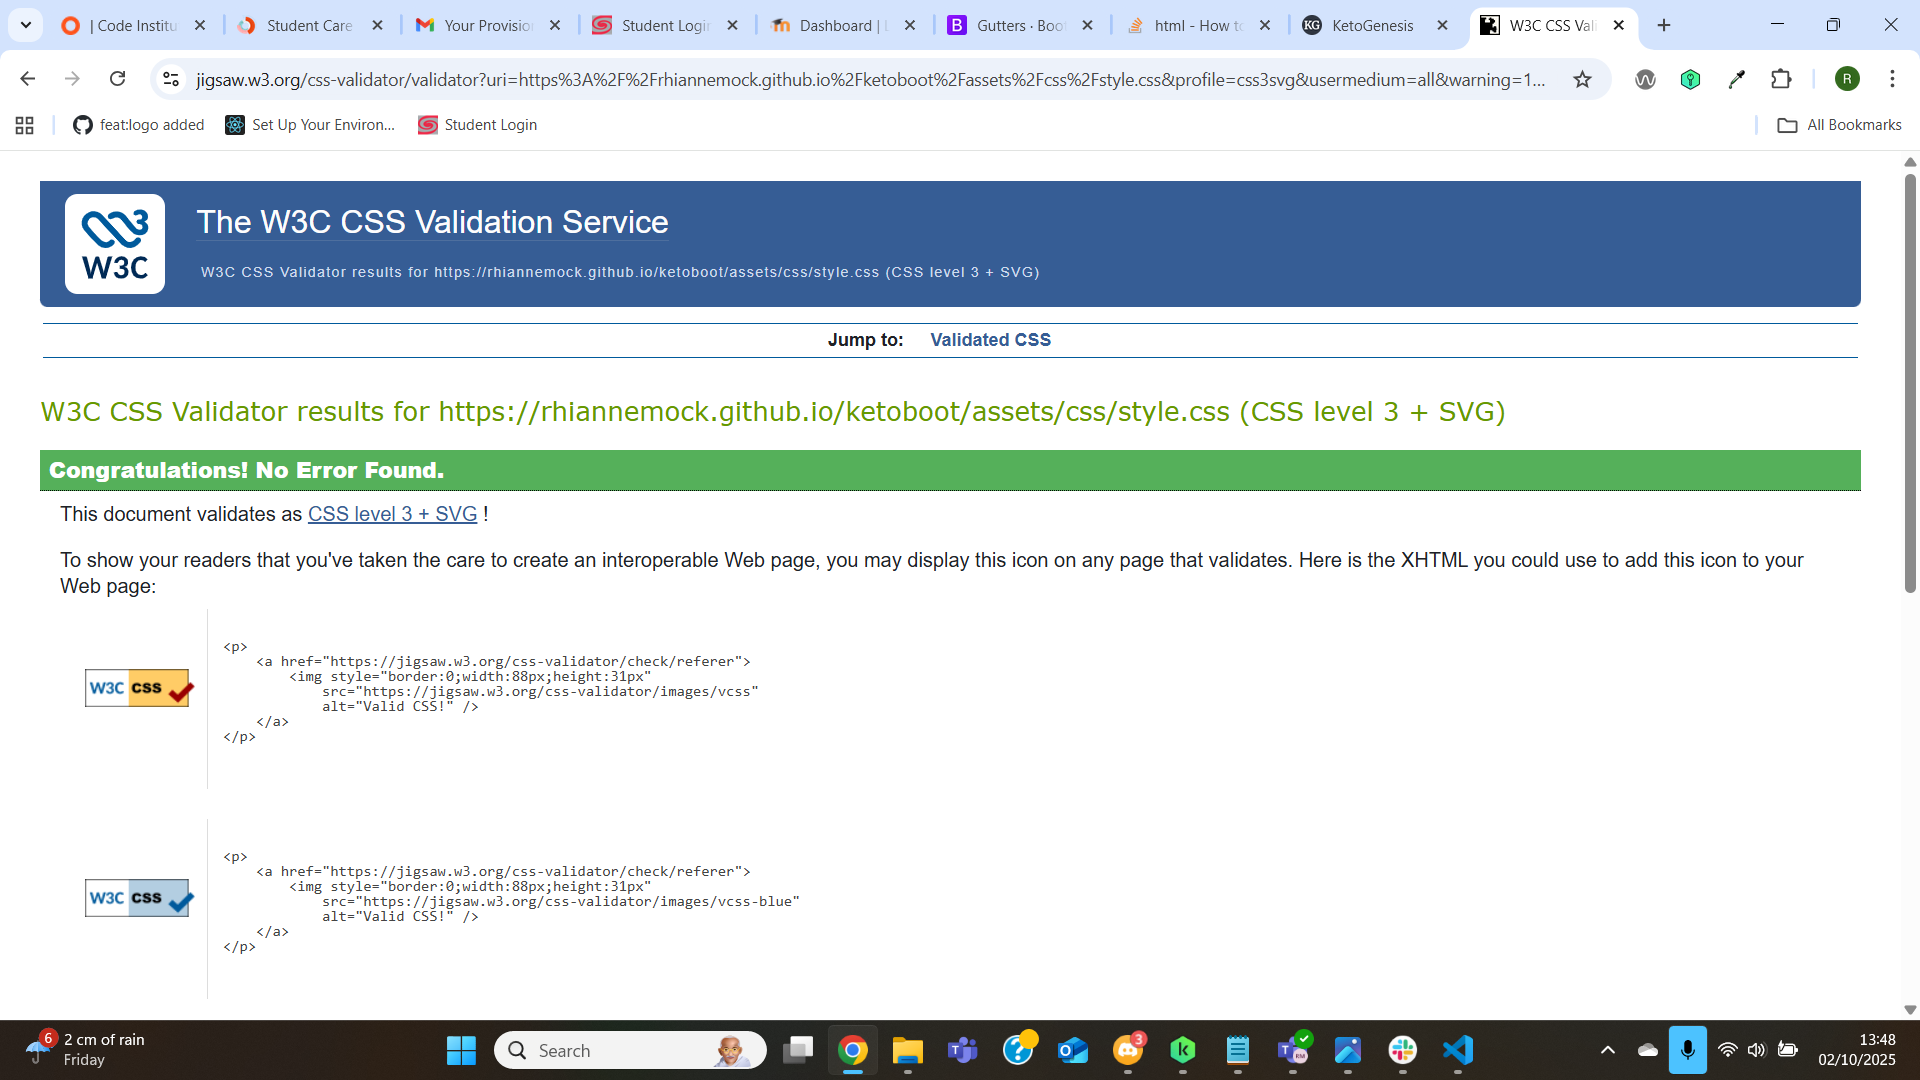 | Code Institu
Student Care
Your Provision
Student Login
Dashboard | L
Gutters · Boot
html - How to
KG KetoGenesis
W3C CSS Vali
jigsaw.w3.org/css-validator/validator?uri=https%3A%2F%2Frhiannemock.github.io%2Fketoboot%2Fassets%2Fcss%2Fstyle.css&profile=css3svg&usermedium=all&warning=1...
R
feat:logo added
Set Up Your Environ...
Student Login
All Bookmarks
W3C
The W3C CSS Validation Service
W3C CSS Validator results for https://rhiannemock.github.io/ketoboot/assets/css/style.css (CSS level 3 + SVG)
Jump to: Validated CSS
W3C CSS Validator results for https://rhiannemock.github.io/ketoboot/assets/css/style.css (CSS level 3 + SVG)
Congratulations! No Error Found.
This document validates as CSS level 3 + SVG !
To show your readers that you've taken the care to create an interoperable Web page, you may display this icon on any page that validates. Here is the XHTML you could use to add this icon to your
Web page:
W3C css
<p>
<a href="https://jigsaw.w3.org/css-validator/check/referer">
<img style="border:0;width:88px;height:31px"
src="https://jigsaw.w3.org/css-validator/images/vcss"
alt="Valid CSS!" />
</a>
</p>
W3C css
<p>
<a href="https://jigsaw.w3.org/css-validator/check/referer">
<img style="border:0;width:88px;height:31px"
src="https://jigsaw.w3.org/css-validator/images/vcss-blue"
alt="Valid CSS!" />
</a>
</p>
6
2 cm of rain
Friday
Search
3
RM
13:48
02/10/2025